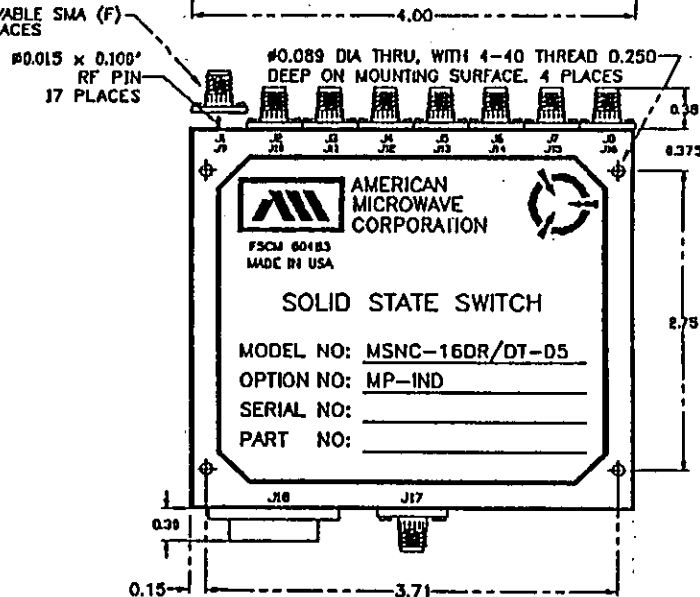 VABLE SMA (F)
ACES
4.00
Ø0.015 x 0.100"
RF PIN
17 PLACES
Ø0.089 DIA THRU, WITH 4-40 THREAD 0.250
DEEP ON MOUNTING SURFACE. 4 PLACES
0.38
0.375
J1 J2 J3 J4 J5 J6 J7
J9 J10 J11 J12 J13 J14 J15
AMERICAN
MICROWAVE
CORPORATION
FSCM 60183
MADE IN USA
SOLID STATE SWITCH
2.75
MODEL NO: MSNC-16DR/DT-05
OPTION NO: MP-IND
SERIAL NO:
PART NO:
J18 J17
0.39
0.15
3.71